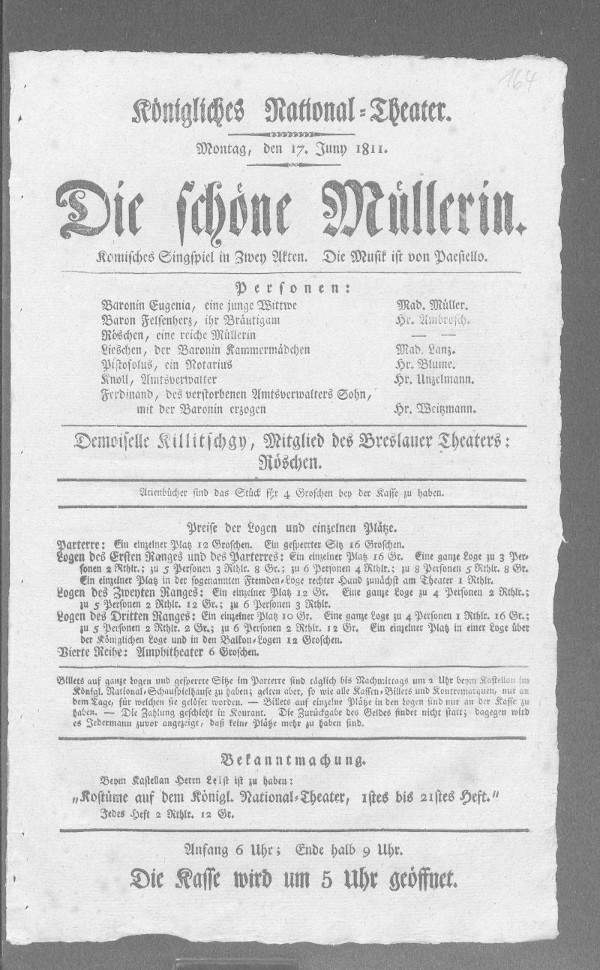 164
Königliches National-Theater.
Montag, den 17. Juny 1811.
Die schöne Müllerin.
Komisches Singspiel in Zwey Akten. Die Musik ist von Paesiello.
Personen:
Baronin Eugenia, eine junge Wittwe Mad. Müller.
Baron Felsenherz, ihr Bräutigam Hr. Ambrosch.
Röschen, eine reiche Müllerin — —
Lieschen, der Baronin Kammermädchen Mad. Lanz.
Pistofolus, ein Notarius Hr. Blume.
Knoll, Amtsverwalter Hr. Unzelmann.
Ferdinand, des verstorbenen Amtsverwalters Sohn,
mit der Baronin erzogen Hr. Weitzmann.
Demoiselle Killitschgy, Mitglied des Breslauer Theaters:
Röschen.
Arienbücher sind das Stück für 4 Groschen bey der Kasse zu haben.
Preise der Logen und einzelnen Plätze.
Parterre: Ein einzelner Platz 12 Groschen. Ein gesperrter Sitz 16 Groschen.
Logen des Ersten Ranges und des Parterres: Ein einzelner Platz 16 Gr. Eine ganze Loge zu 3 Per-
sonen 2 Rthlr.; zu 5 Personen 3 Rthlr. 8 Gr.; zu 6 Personen 4 Rthlr.; zu 8 Personen 5 Rthlr. 8 Gr.
Ein einzelner Platz in der sogenannten Fremden-Loge rechter Hand zunächst am Theater 1 Rthlr.
Logen des Zweyten Ranges: Ein einzelner Platz 12 Gr. Eine ganze Loge zu 4 Personen 2 Rthlr.;
zu 5 Personen 2 Rthlr. 12 Gr.; zu 6 Personen 3 Rthlr.
Logen des Dritten Ranges: Ein einzelner Platz 10 Gr. Eine ganze Loge zu 4 Personen 1 Rthlr. 16 Gr.;
zu 5 Personen 2 Rthlr. 2 Gr.; zu 6 Personen 2 Rthlr. 12 Gr. Ein einzelner Platz in einer Loge über
der Königlichen Loge und in den Balkon-Logen 12 Groschen.
Vierte Reihe: Amphitheater 6 Groschen.
Billets auf ganze Logen und gesperrte Sitze im Parterre sind täglich bis Nachmittags um 2 Uhr beym Kastellan im
Königl. National-Schauspielhause zu haben; gelten aber, so wie alle Kassen-Billets und Kontremarquen, nur an
dem Tage, für welchen sie gelöset worden. — Billets auf einzelne Plätze in den Logen sind nur an der Kasse zu
haben. — Die Zahlung geschieht in Kourant. Die Zurückgabe des Geldes findet nicht statt; dagegen wird
es Jedermann zuvor angezeigt, daß keine Plätze mehr zu haben sind.
Bekanntmachung.
Beym Kastellan Herrn Leist ist zu haben:
„Kostüme auf dem Königl. National-Theater, 1stes bis 21stes Heft."
Jedes Heft 2 Rthlr. 12 Gr.
Anfang 6 Uhr; Ende halb 9 Uhr.
Die Kasse wird um 5 Uhr geöffnet.